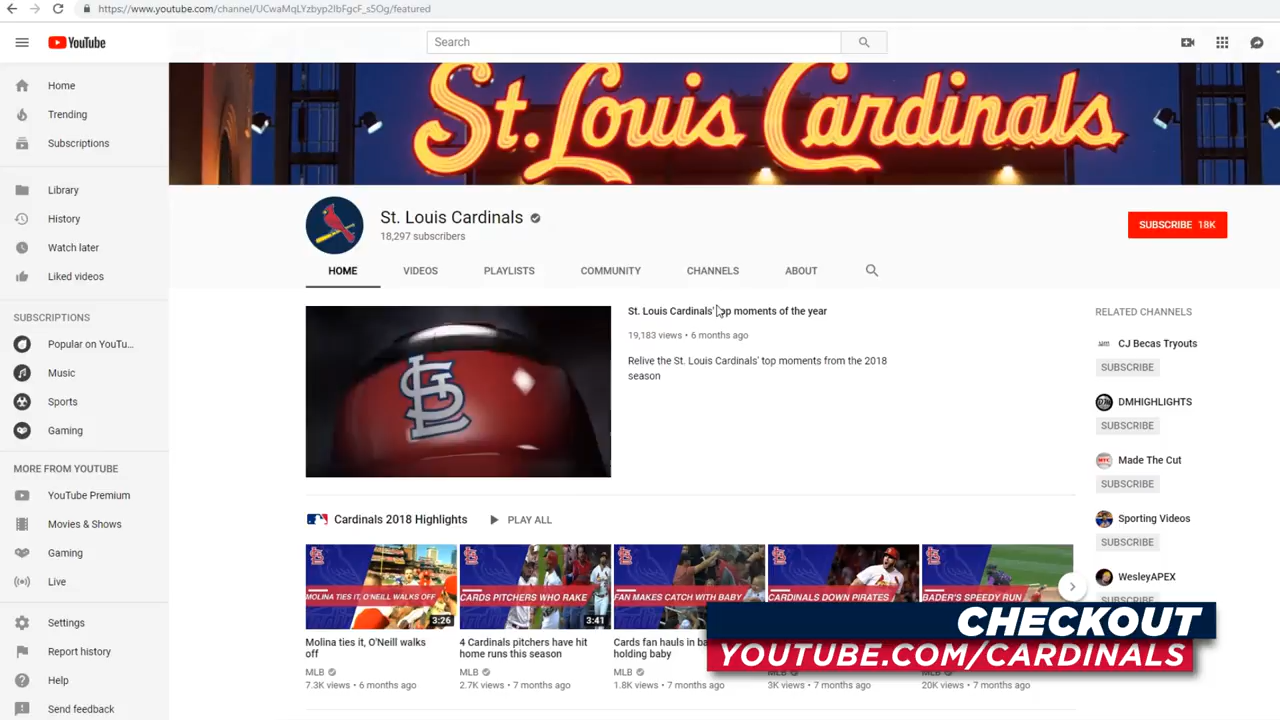 https://www.youtube.com/channel/UCwaMqLYzbyp2IbFgcF_s5Og/featured
YouTube
Search
Home
Trending
Subscriptions
Library
History
Watch later
Liked videos
SUBSCRIPTIONS
Popular on YouTu...
Music
Sports
Gaming
MORE FROM YOUTUBE
YouTube Premium
Movies & Shows
Gaming
Live
Settings
Report history
Help
Send feedback
St. Louis Cardinals
St. Louis Cardinals
18,297 subscribers
SUBSCRIBE 18K
HOME
VIDEOS
PLAYLISTS
COMMUNITY
CHANNELS
ABOUT
StL
St. Louis Cardinals' top moments of the year
19,183 views • 6 months ago
Relive the St. Louis Cardinals' top moments from the 2018
season
Cardinals 2018 Highlights
PLAY ALL
MOLINA TIES IT, O'NEILL WALKS OFF
3:26
Molina ties it, O'Neill walks
off
MLB
7.3K views • 6 months ago
CARDS PITCHERS WHO RAKE
3:41
4 Cardinals pitchers have hit
home runs this season
MLB
2.7K views • 7 months ago
FAN MAKES CATCH WITH BABY
Cards fan hauls in
holding baby
MLB
1.8K views • 7 months ago
CARDINALS DOWN PIRATES
MLB
3K views • 7 months ago
BADER'S SPEEDY RUN
MLB
20K views • 7 months ago
RELATED CHANNELS
CJ Becas Tryouts
SUBSCRIBE
DMHIGHLIGHTS
SUBSCRIBE
Made The Cut
SUBSCRIBE
Sporting Videos
SUBSCRIBE
WesleyAPEX
SUBSCRIBE
CHECKOUT
YOUTUBE.COM/CARDINALS